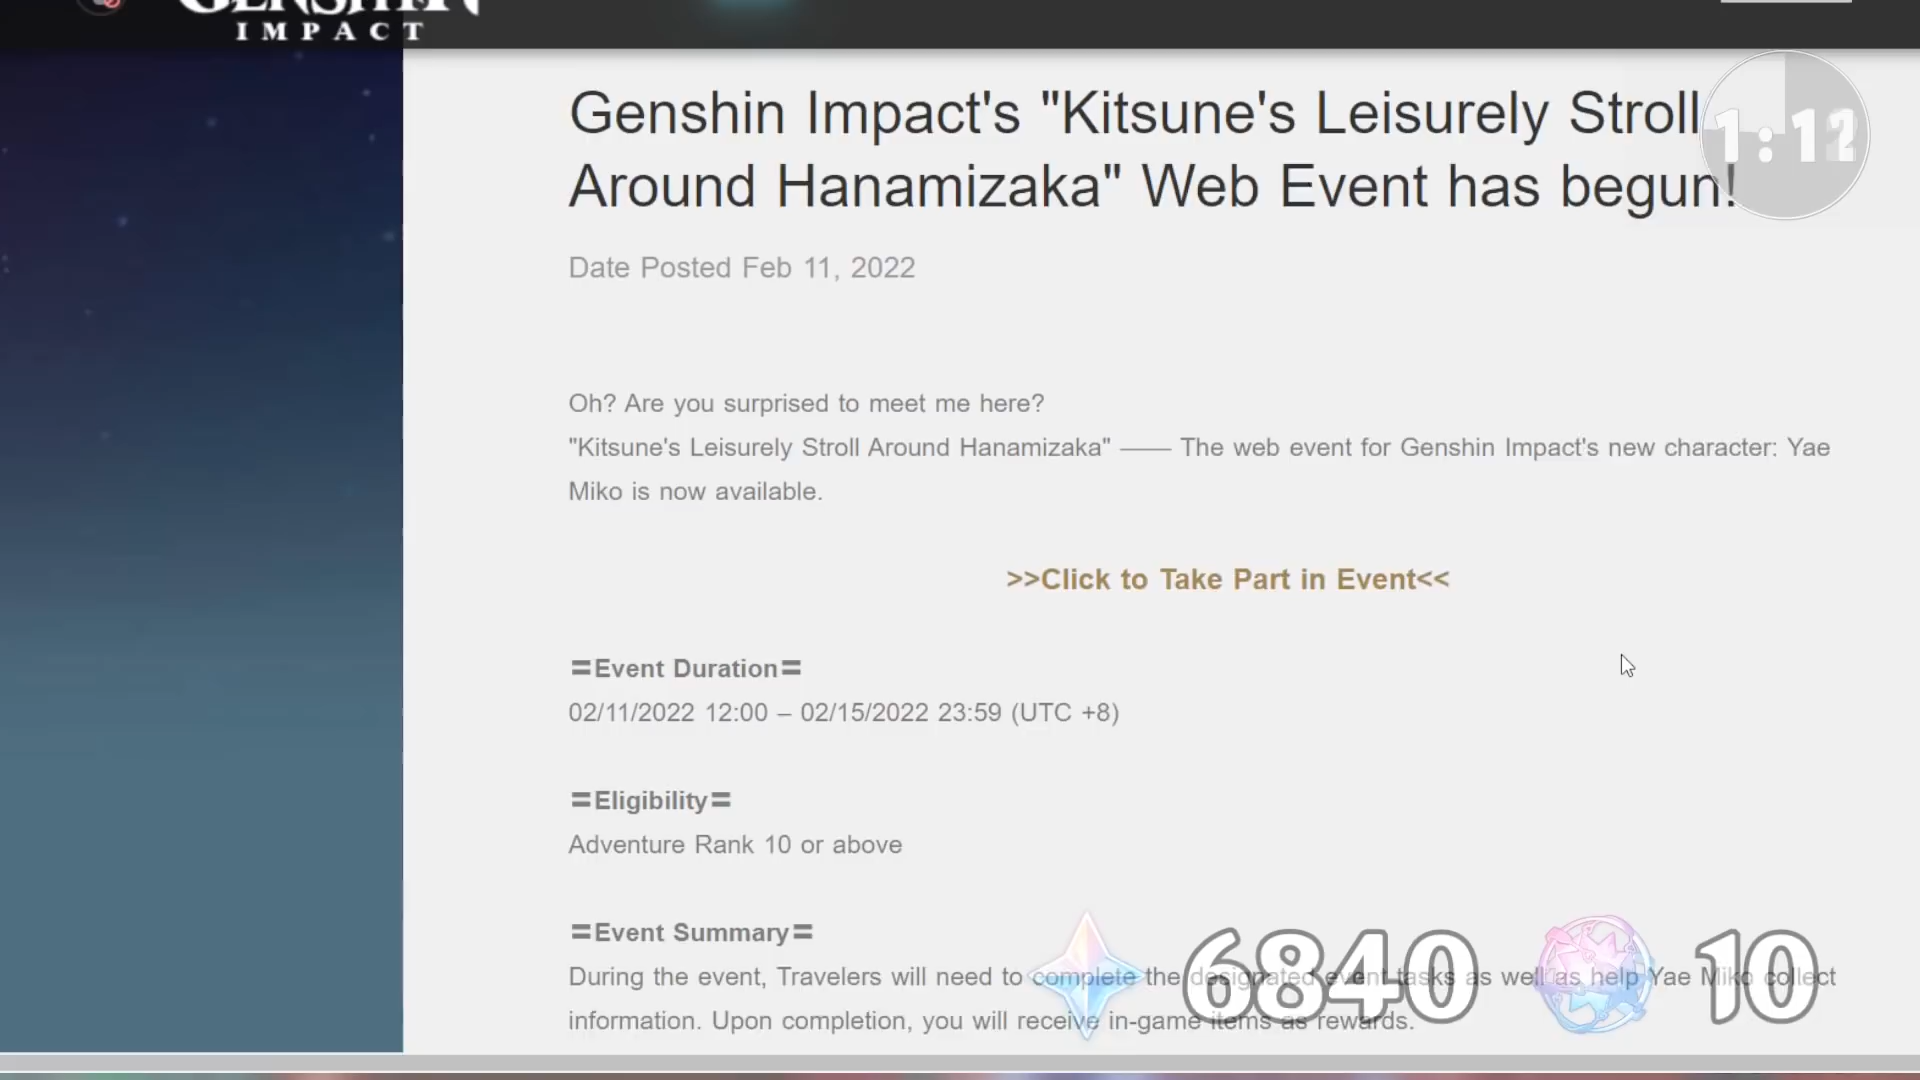 GENSHIN
IMPACT
Genshin Impact's "Kitsune's Leisurely Stroll
Around Hanamizaka" Web Event has begun!
1:12
Date Posted Feb 11, 2022
Oh? Are you surprised to meet me here?
"Kitsune's Leisurely Stroll Around Hanamizaka" —— The web event for Genshin Impact's new character: Yae
Miko is now available.
>>Click to Take Part in Event<<
〓Event Duration〓
02/11/2022 12:00 – 02/15/2022 23:59 (UTC +8)
〓Eligibility〓
Adventure Rank 10 or above
〓Event Summary〓
During the event, Travelers will need to complete the designated event tasks as well as help Yae Miko collect
information. Upon completion, you will receive in-game items as rewards.
6840
10